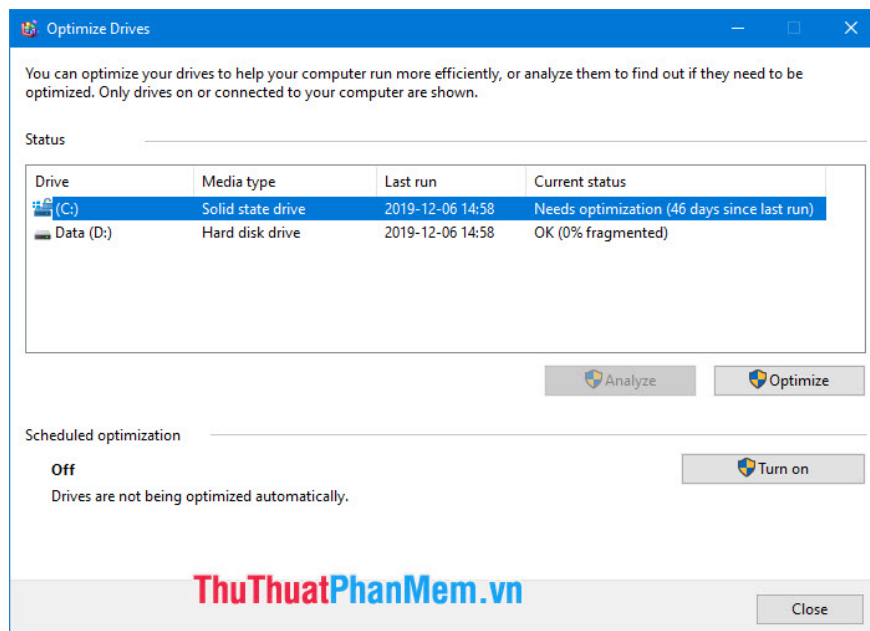 Optimize Drives
You can optimize your drives to help your computer run more efficiently, or analyze them to find out if they need to be
optimized. Only drives on or connected to your computer are shown.
Status
Drive Media type Last run Current status
(C:) Solid state drive 2019-12-06 14:58 Needs optimization (46 days since last run)
Data (D:) Hard disk drive 2019-12-06 14:58 OK (0% fragmented)
Analyze Optimize
Scheduled optimization
Off
Turn on
Drives are not being optimized automatically.
ThuThuatPhanMem.vn
Close